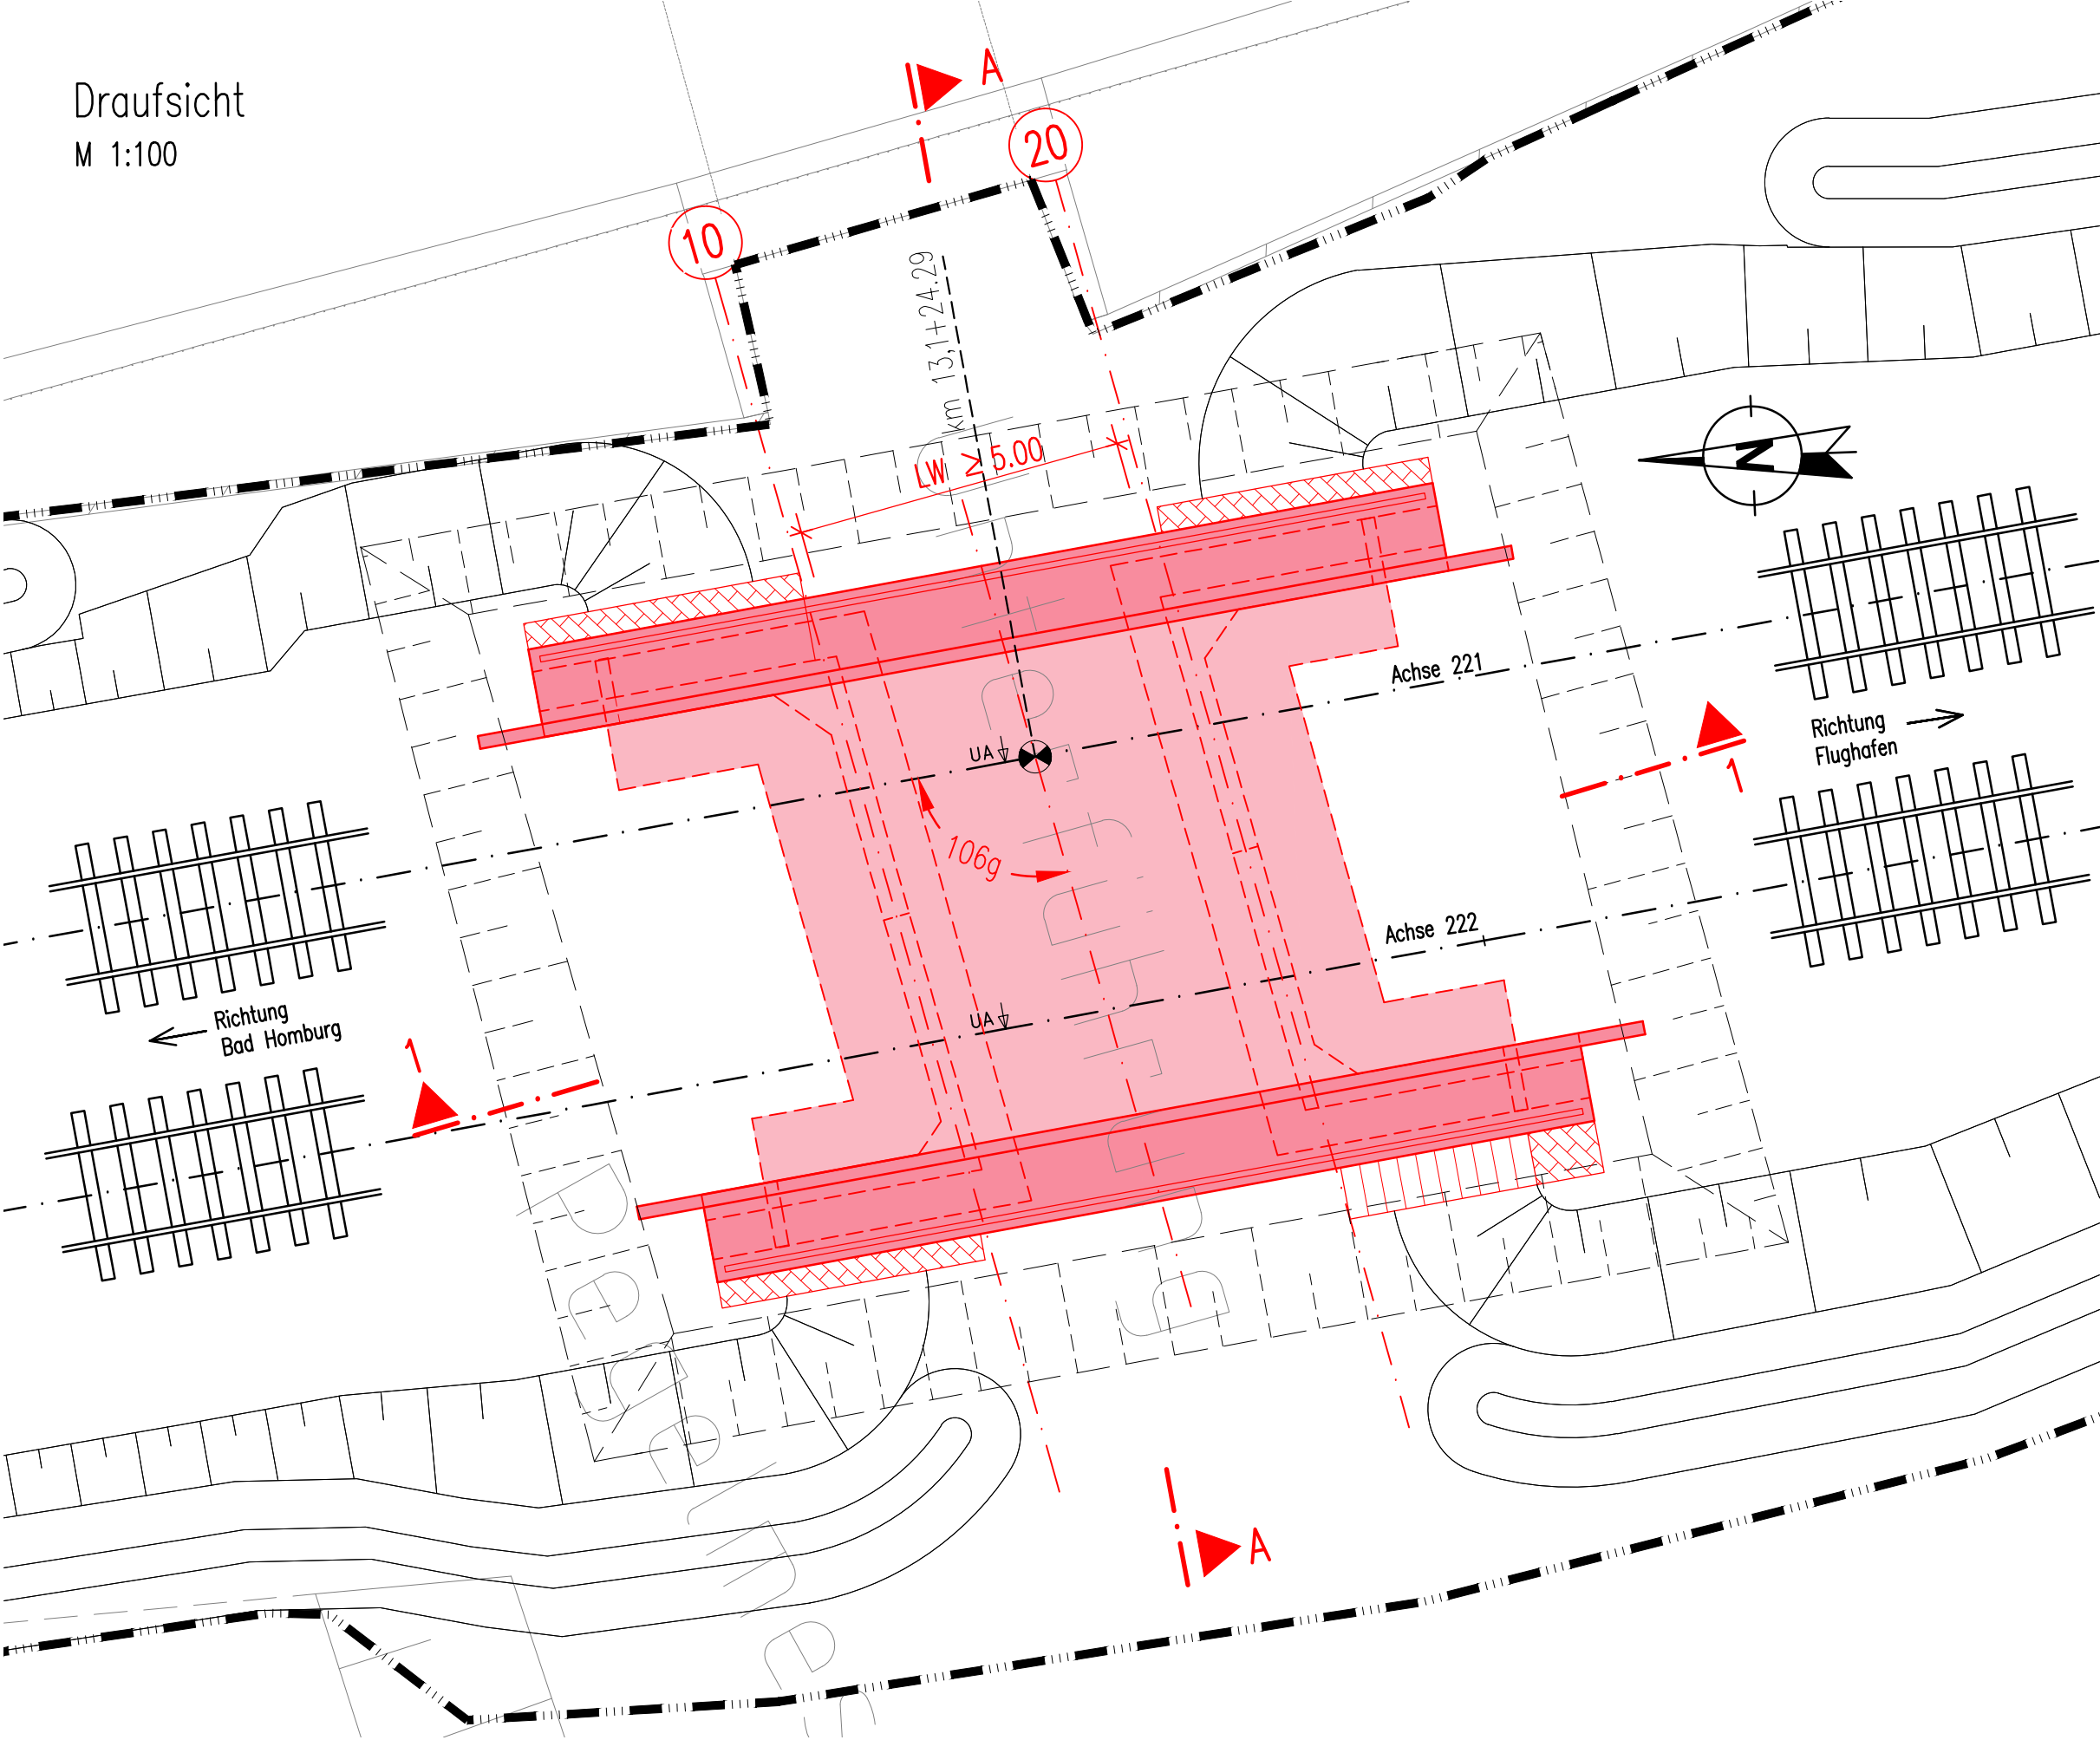 Draufsicht
M 1:100
A
20
10
km 13,1+24.29
LW ≥ 5.00
N
Achse 221
Richtung
Flughafen
1
UA
106g
Achse 222
UA
Richtung
Bad Homburg
1
A